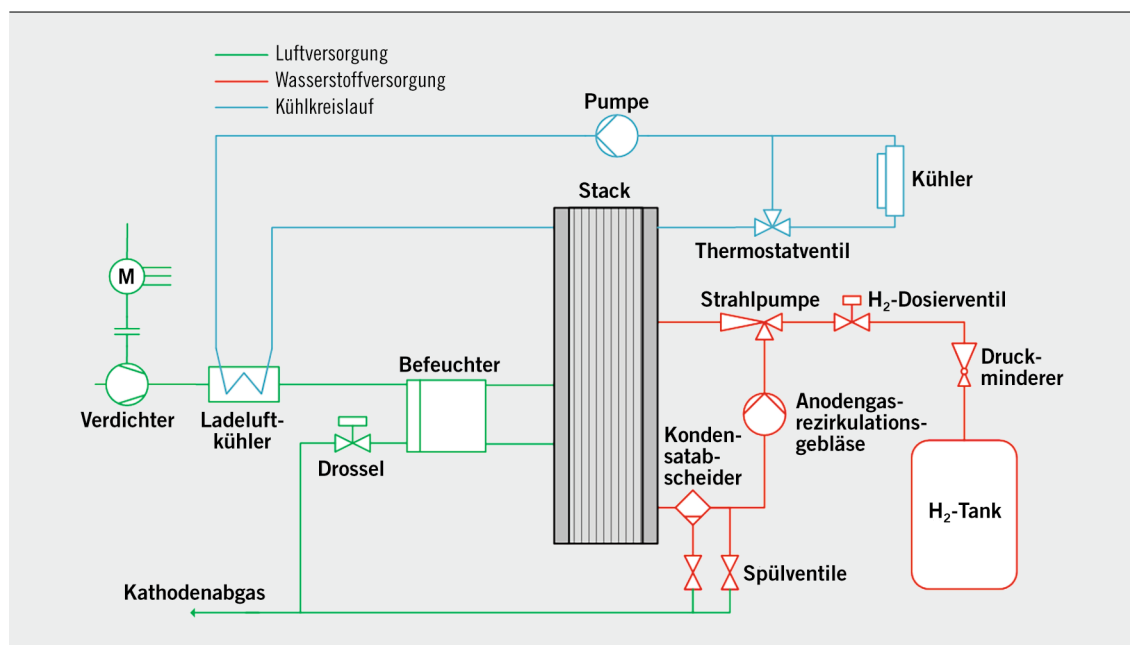 Luftversorgung
Wasserstoffversorgung
Kühlkreislauf
Pumpe
Kühler
Stack
Thermostatventil
M
Strahlpumpe
H₂-Dosierventil
Druck-
minderer
Befeuchter
Verdichter
Ladeluft-
kühler
Drossel
Anodengas-
rezirkulations-
gebläse
Konden-
satab-
scheider
H₂-Tank
Spülventile
Kathodenabgas